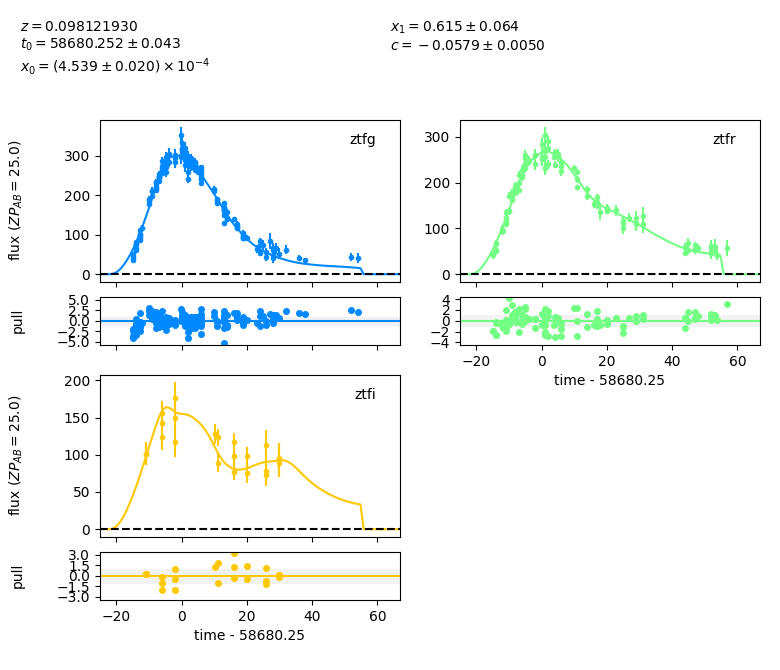 z = 0.098121930
t₀ = 58680.252 ± 0.043
x₀ = (4.539 ± 0.020) × 10⁻⁴
x₁ = 0.615 ± 0.064
c = −0.0579 ± 0.0050
flux (ZP_AB = 25.0)
300
200
100
0
ztfg
300
200
100
0
ztfr
pull
5.0
2.5
0.0
−2.5
−5.0
4
2
0
−2
−4
−20 0 20 40 60
time - 58680.25
flux (ZP_AB = 25.0)
200
150
100
50
0
ztfi
pull
3.0
1.5
0.0
−1.5
−3.0
−20 0 20 40 60
time - 58680.25